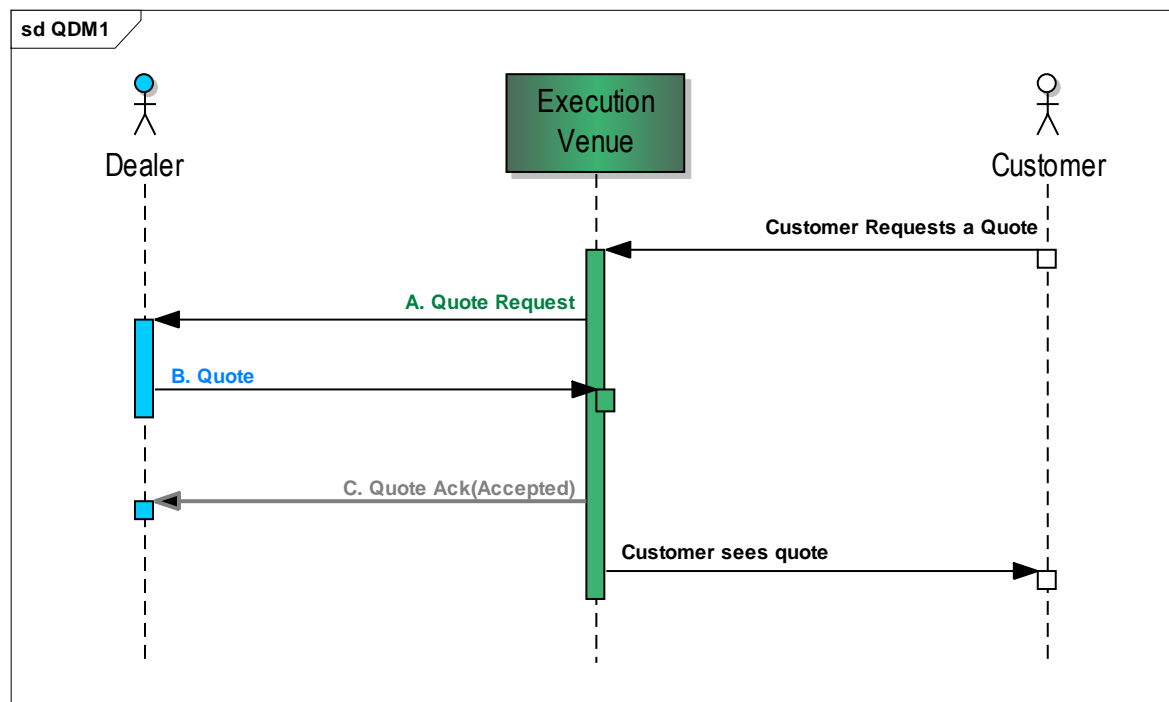 sd QDM1
Execution
Venue
Dealer
Customer
Customer Requests a Quote
A. Quote Request
B. Quote
C. Quote Ack(Accepted)
Customer sees quote